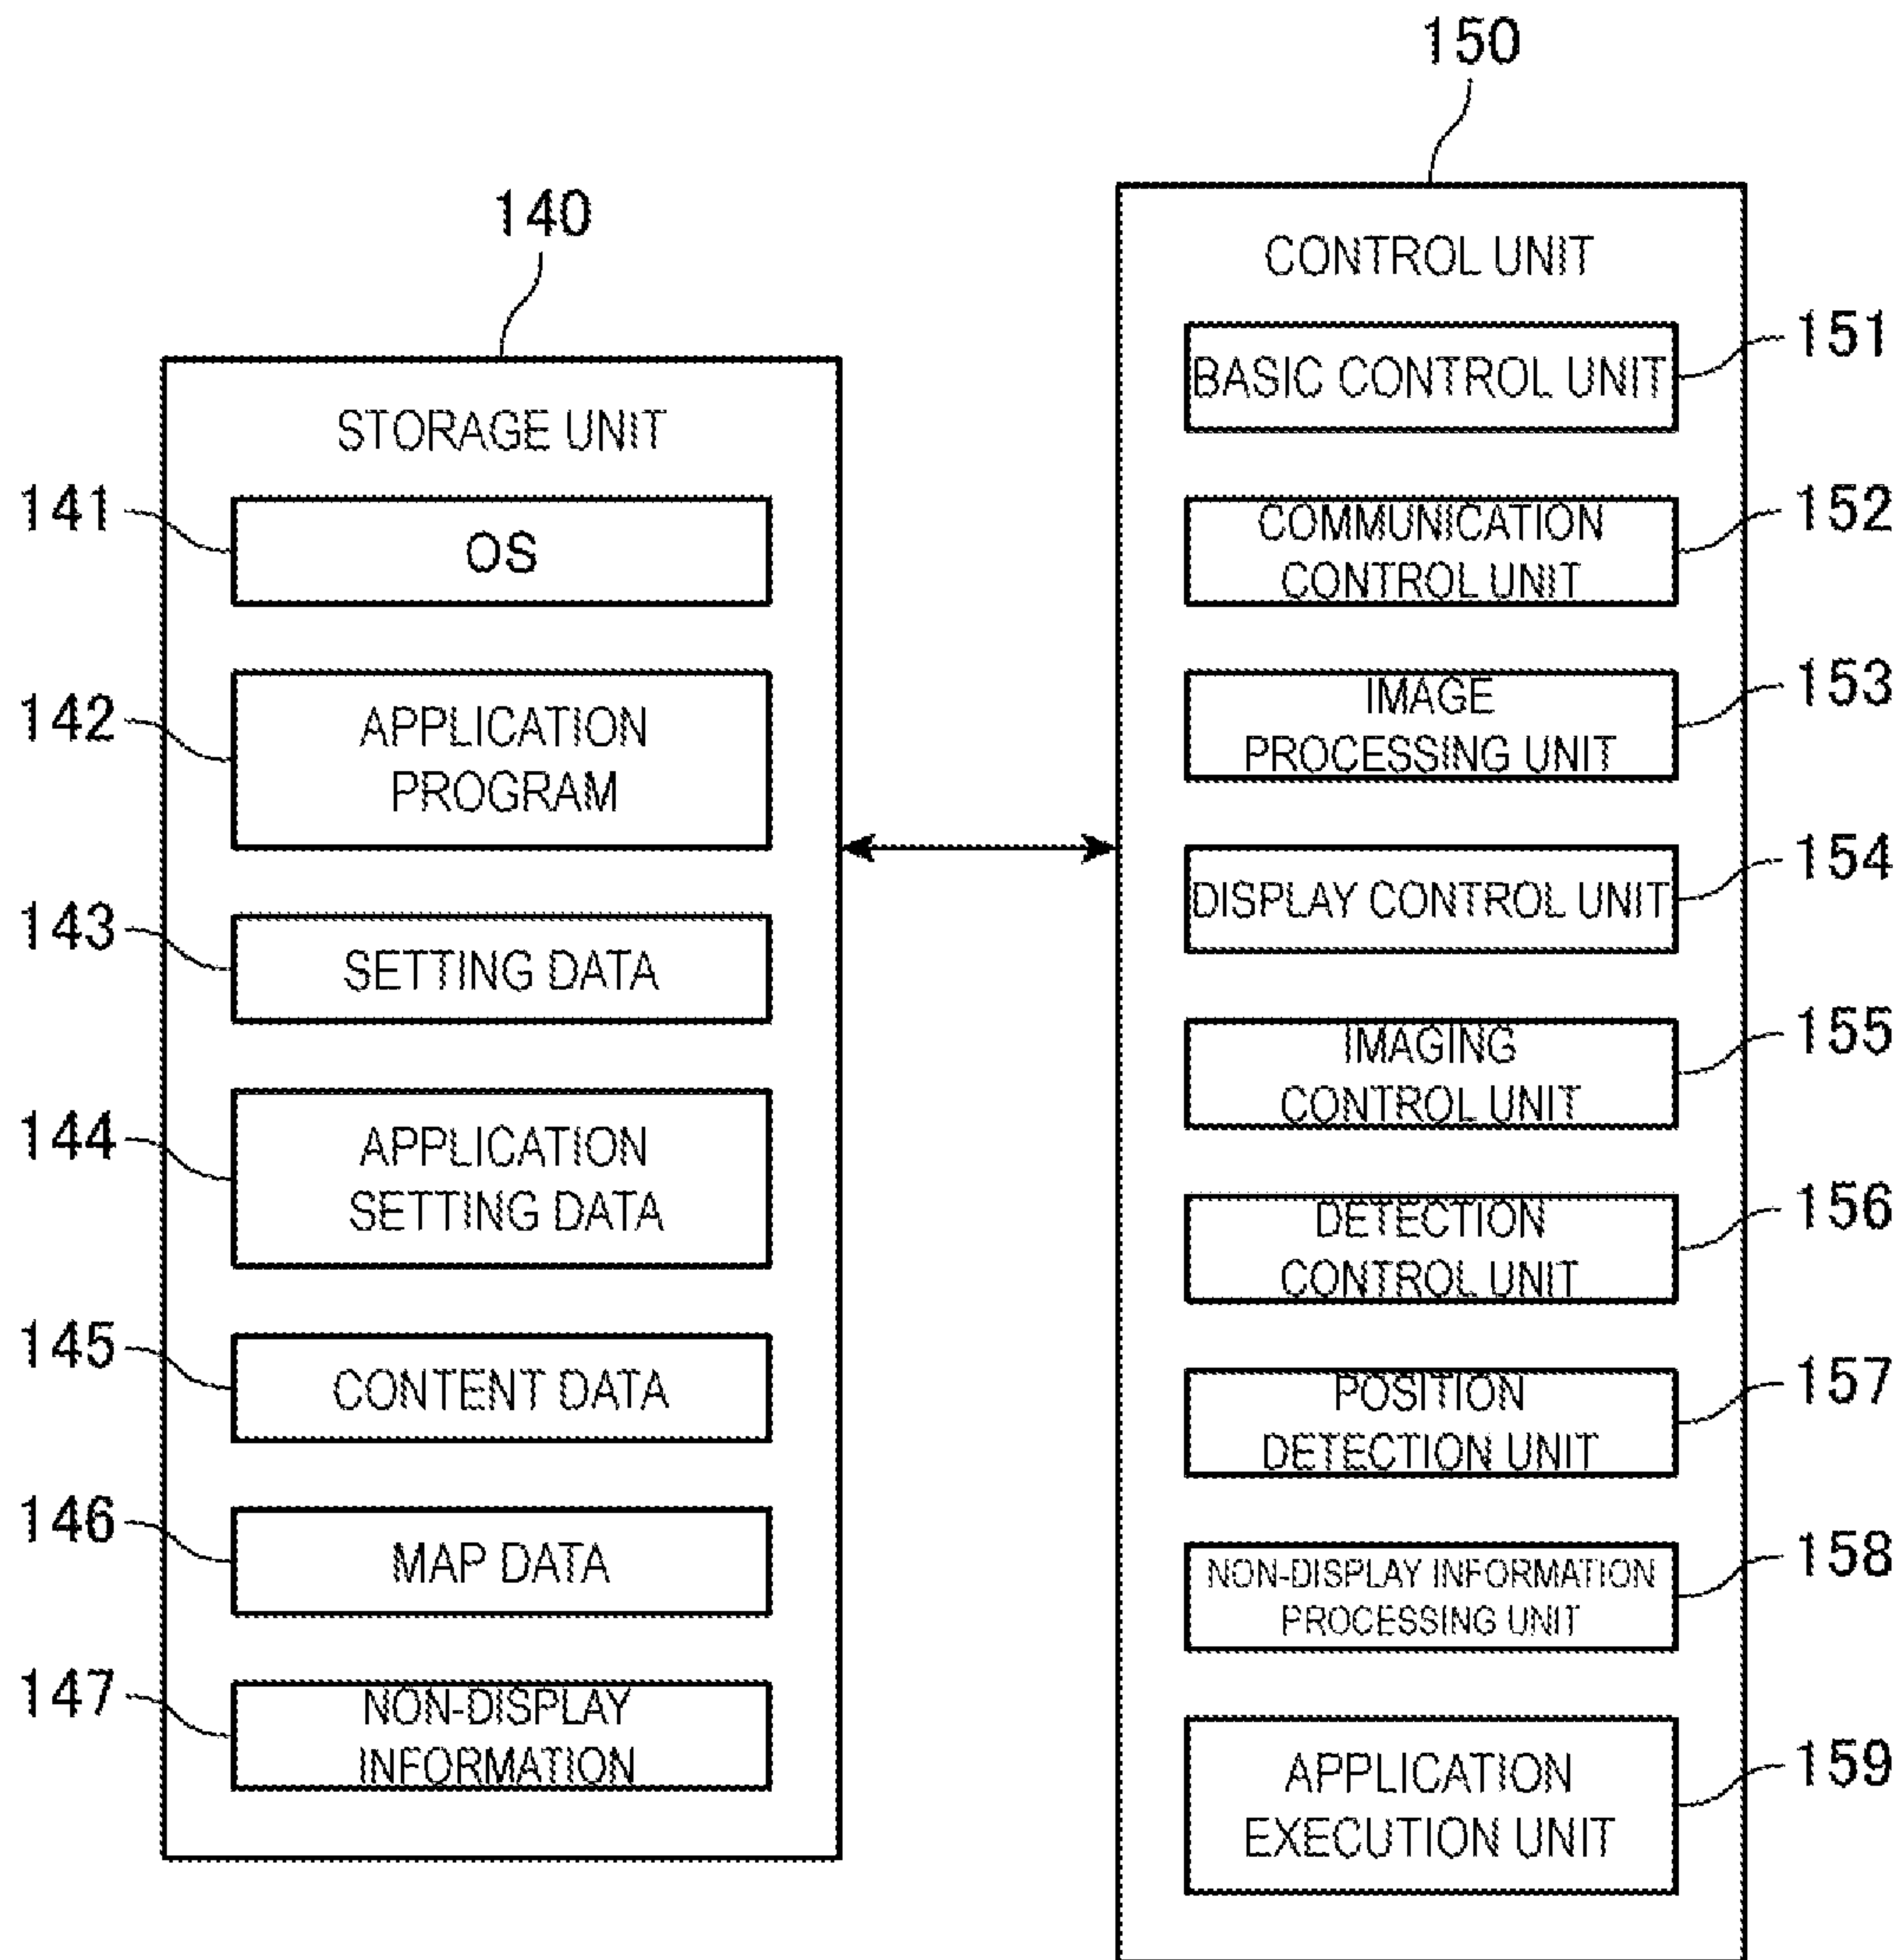 140
STORAGE UNIT
141
OS
142
APPLICATION
PROGRAM
143
SETTING DATA
144
APPLICATION
SETTING DATA
145
CONTENT DATA
146
MAP DATA
147
NON-DISPLAY
INFORMATION
150
CONTROL UNIT
BASIC CONTROL UNIT
151
COMMUNICATION
CONTROL UNIT
152
IMAGE
PROCESSING UNIT
153
DISPLAY CONTROL UNIT
154
IMAGING
CONTROL UNIT
155
DETECTION
CONTROL UNIT
156
POSITION
DETECTION UNIT
157
NON-DISPLAY INFORMATION
PROCESSING UNIT
158
APPLICATION
EXECUTION UNIT
159